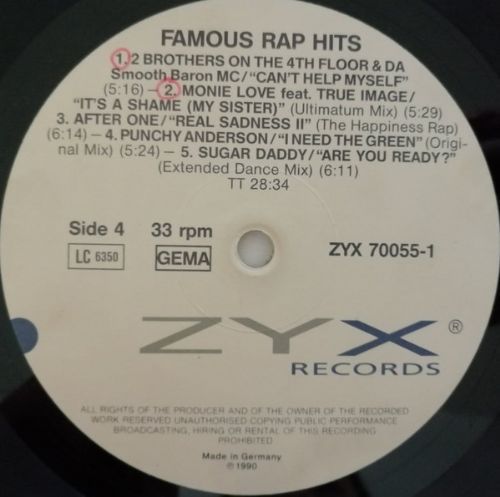 FAMOUS RAP HITS
1. 2 BROTHERS ON THE 4TH FLOOR & DA
Smooth Baron MC/"CAN'T HELP MYSELF"
(5:16) – 2. MONIE LOVE feat. TRUE IMAGE/
"IT'S A SHAME (MY SISTER)" (Ultimatum Mix) (5:29)
3. AFTER ONE/"REAL SADNESS II" (The Happiness Rap)
(6:14) – 4. PUNCHY ANDERSON/"I NEED THE GREEN" (Origi-
nal Mix) (5:24) – 5. SUGAR DADDY/"ARE YOU READY?"
(Extended Dance Mix) (6:11)
TT 28:34
Side 4 33 rpm
LC 6350 GEMA ZYX 70055-1
ZYX ®
RECORDS
ALL RIGHTS OF THE PRODUCER AND OF THE OWNER OF THE RECORDED
WORK RESERVED UNAUTHORISED COPYING PUBLIC PERFORMANCE
BROADCASTING, HIRING OR RENTAL OF THIS RECORDING
PROHIBITED
Made in Germany
℗ 1990